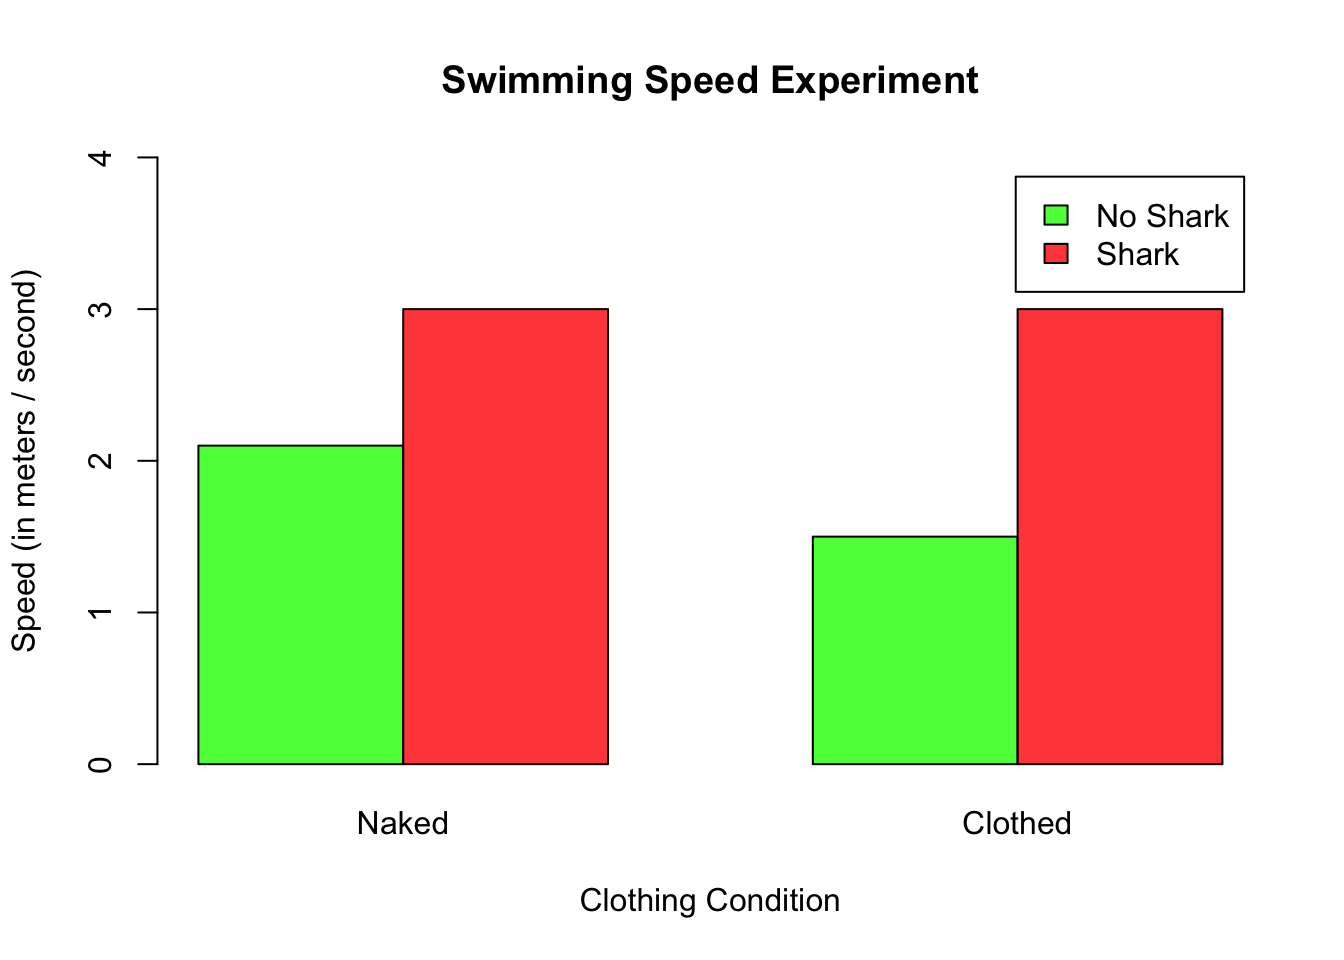 Swimming Speed Experiment
4
3
2
1
0
Speed (in meters / second)
No Shark
Shark
Naked
Clothed
Clothing Condition